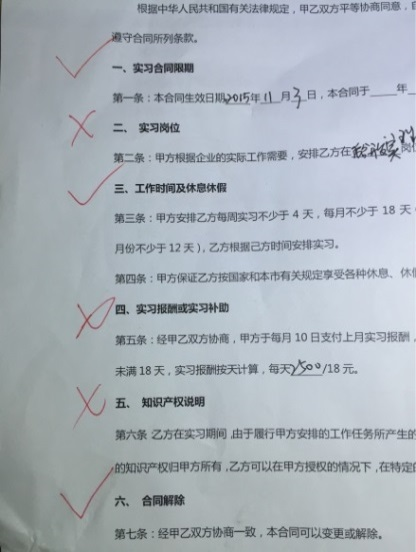 根据中华人民共和国有关法律规定，甲乙双方平等协商同意，自
遵守合同所列条款。
一、实习合同期限
第一条：本合同生效日期2015年11月3日，本合同于____年_
二、 实习岗位
第二条：甲方根据企业的实际工作需要，安排乙方在
三、工作时间及休息休假
第三条：甲方安排乙方每周实习不少于 4 天，每月不少于 18 天（
月份不少于 12 天），乙方根据己方时间安排实习。
第四条：甲方保证乙方按国家和本市有关规定享受各种休息、休假
四、实习报酬或实习补助
第五条：经甲乙双方协商，甲方于每月 10 日支付上月实习报酬，
未满 18 天，实习报酬按天计算，每天2500/18 元。
五、 知识产权说明
第六条 乙方在实习期间，由于履行甲方安排的工作任务所产生的
的知识产权归甲方所有，乙方可以在甲方授权的情况下，在特定的
六、 合同解除
第七条：经甲乙双方协商一致，本合同可以变更或解除。